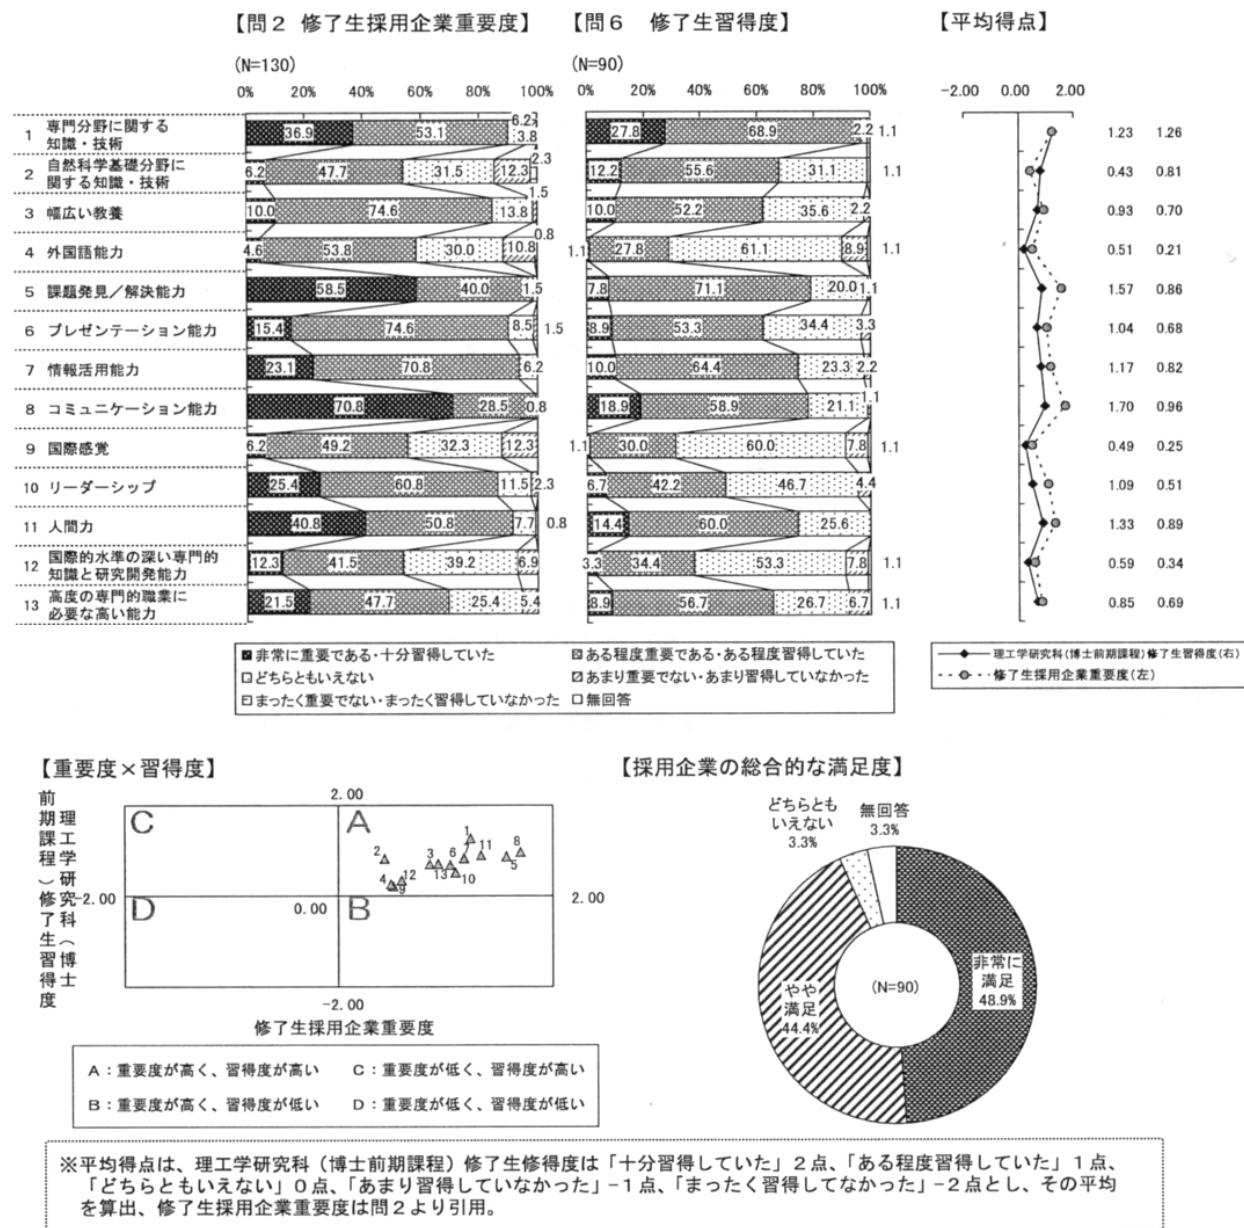 【問２ 修了生採用企業重要度】 【問６ 修了生習得度】 【平均得点】
(N=130) (N=90)
0% 20% 40% 60% 80% 100% 0% 20% 40% 60% 80% 100% -2.00 0.00 2.00
1 専門分野に関する
知識・技術
36.9 53.1 6.2 3.8 27.8 68.9 2.2 1.1 1.23 1.26
2 自然科学基礎分野に
関する知識・技術
6.2 47.7 31.5 12.3 2.3 12.2 55.6 31.1 1.1 0.43 0.81
3 幅広い教養 10.0 74.6 13.8 1.5 10.0 52.2 35.6 2.2 0.93 0.70
4 外国語能力 4.6 53.8 30.0 10.8 0.8 1.1 27.8 61.1 8.9 1.1 0.51 0.21
5 課題発見／解決能力 58.5 40.0 1.5 7.8 71.1 20.0 1.1 1.57 0.86
6 プレゼンテーション能力 15.4 74.6 8.5 1.5 8.9 53.3 34.4 3.3 1.04 0.68
7 情報活用能力 23.1 70.8 6.2 10.0 64.4 23.3 2.2 1.17 0.82
8 コミュニケーション能力 70.8 28.5 0.8 18.9 58.9 21.1 1.1 1.70 0.96
9 国際感覚 6.2 49.2 32.3 12.3 1.1 30.0 60.0 7.8 1.1 0.49 0.25
10 リーダーシップ 25.4 60.8 11.5 2.3 6.7 42.2 46.7 4.4 1.09 0.51
11 人間力 40.8 50.8 7.7 0.8 14.4 60.0 25.6 1.33 0.89
12 国際的水準の深い専門的
知識と研究開発能力
12.3 41.5 39.2 6.9 3.3 34.4 53.3 7.8 1.1 0.59 0.34
13 高度の専門的職業に
必要な高い能力
21.5 47.7 25.4 5.4 8.9 56.7 26.7 6.7 1.1 0.85 0.69
非常に重要である・十分習得していた ある程度重要である・ある程度習得していた
どちらともいえない あまり重要でない・あまり習得していなかった
まったく重要でない・まったく習得していなかった 無回答
理工学研究科(博士前期課程)修了生習得度(右)
修了生採用企業重要度(左)
【重要度×習得度】
理工学研究科（博士
前期課程）修了生習得度
2.00
C A
1 2 3 4 5 6 7 8 9 10 11 12 13
-2.00 0.00 2.00
D B
-2.00
修了生採用企業重要度
A：重要度が高く、習得度が高い C：重要度が低く、習得度が高い
B：重要度が高く、習得度が低い D：重要度が低く、習得度が低い
【採用企業の総合的な満足度】
どちらとも
いえない
3.3%
無回答
3.3%
非常に
満足
48.9%
(N=90)
やや
満足
44.4%
※平均得点は、理工学研究科（博士前期課程）修了生修得度は「十分習得していた」２点、「ある程度習得していた」１点、
「どちらともいえない」０点、「あまり習得していなかった」-１点、「まったく習得してなかった」-２点とし、その平均
を算出、修了生採用企業重要度は問２より引用。